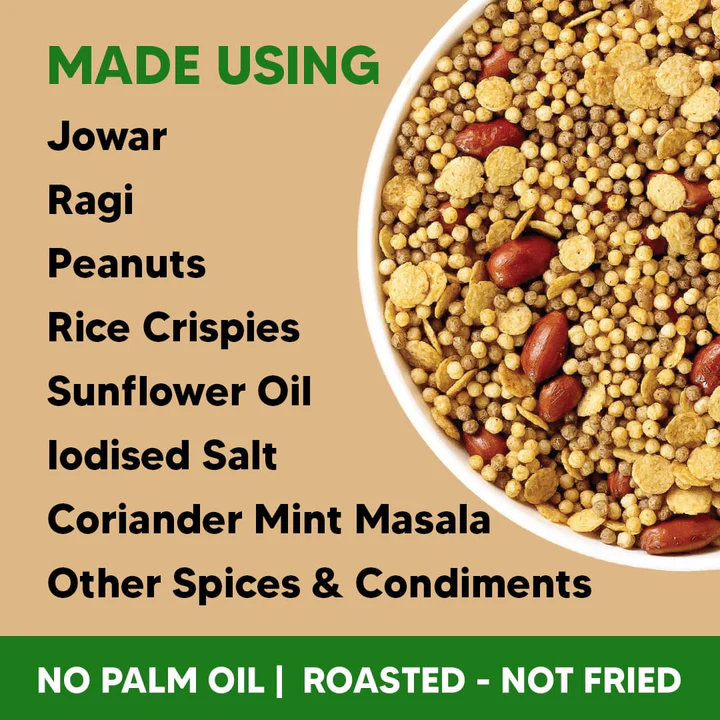 MADE USING
Jowar
Ragi
Peanuts
Rice Crispies
Sunflower Oil
Iodised Salt
Coriander Mint Masala
Other Spices & Condiments
NO PALM OIL | ROASTED - NOT FRIED